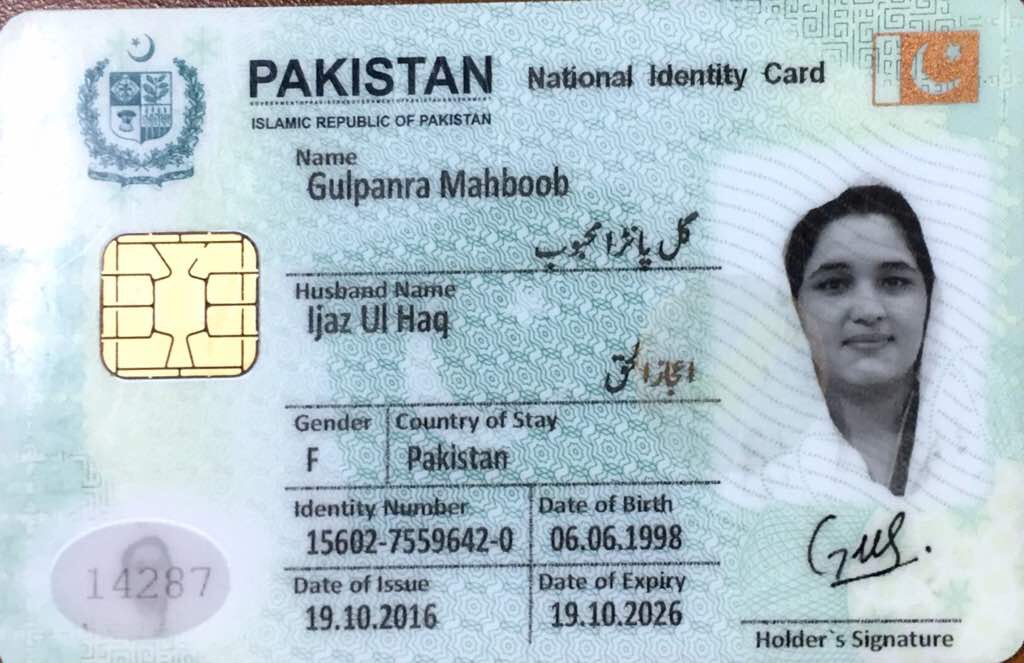 PAKISTAN National Identity Card
ISLAMIC REPUBLIC OF PAKISTAN
Name
Gulpanra Mahboob
گل پانڑا محبوب
Husband Name
Ijaz Ul Haq
اعجاز الحق
Gender Country of Stay
F Pakistan
Identity Number Date of Birth
15602-7559642-0 06.06.1998
Date of Issue Date of Expiry
19.10.2016 19.10.2026
14287
Gul.
Holder`s Signature